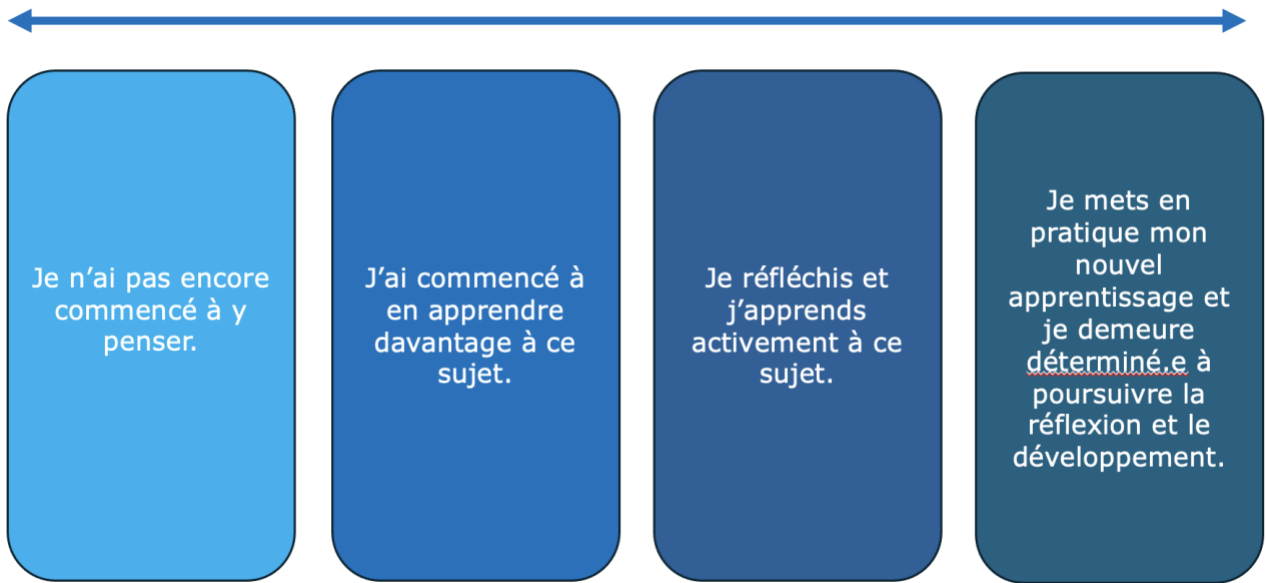 Je n’ai pas encore
commencé à y
penser.
J’ai commencé à
en apprendre
davantage à ce
sujet.
Je réfléchis et
j’apprends
activement à ce
sujet.
Je mets en
pratique mon
nouvel
apprentissage et
je demeure
déterminé.e à
poursuivre la
réflexion et le
développement.